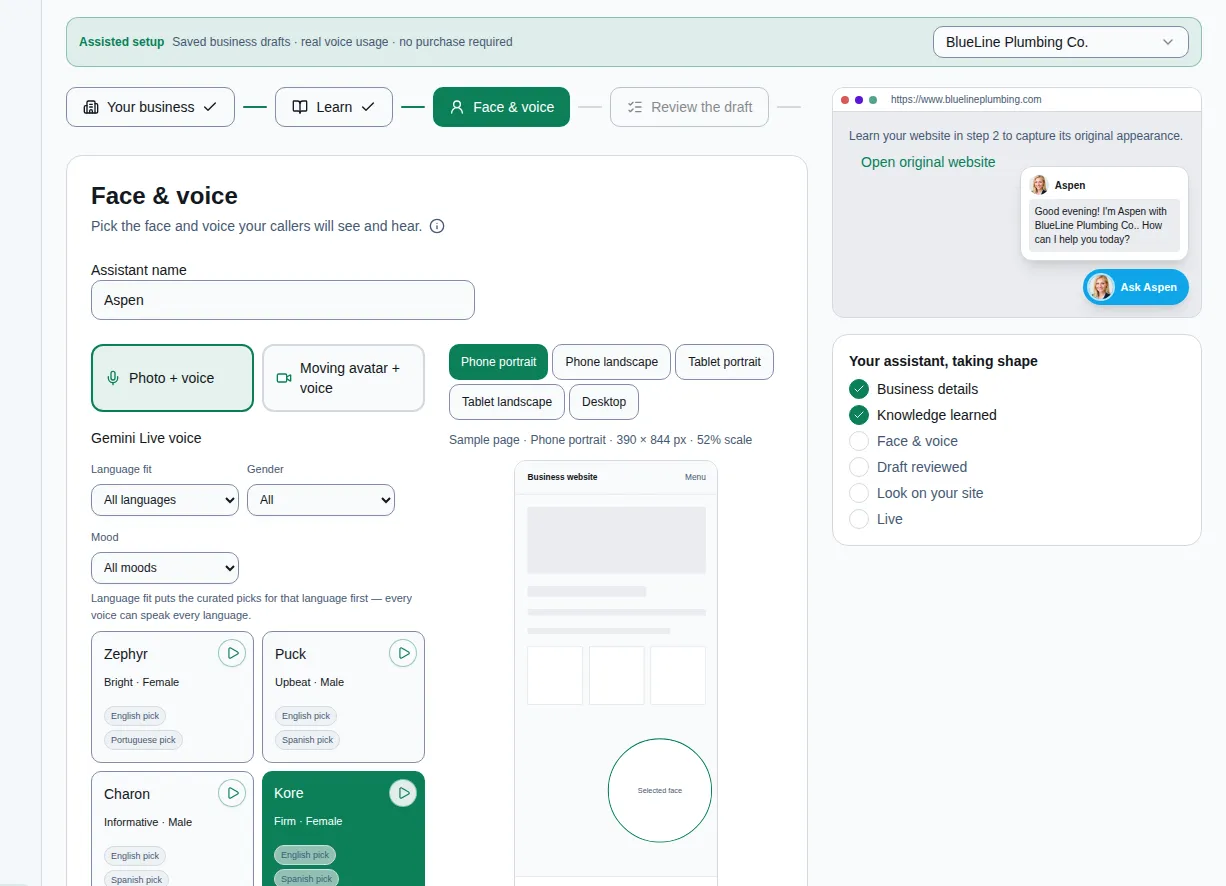 Assisted setup Saved business drafts · real voice usage · no purchase required
BlueLine Plumbing Co.
Your business
Learn
Face & voice
Review the draft
Face & voice
Pick the face and voice your callers will see and hear.
Assistant name
Aspen
Photo + voice
Moving avatar +
voice
Gemini Live voice
Language fit
Gender
All languages
All
Mood
All moods
Language fit puts the curated picks for that language first — every
voice can speak every language.
Zephyr
Bright · Female
English pick
Portuguese pick
Puck
Upbeat · Male
English pick
Spanish pick
Charon
Informative · Male
English pick
Spanish pick
Kore
Firm · Female
English pick
Spanish pick
Phone portrait
Phone landscape
Tablet portrait
Tablet landscape
Desktop
Sample page · Phone portrait · 390 × 844 px · 52% scale
Business website
Menu
Selected face
https://www.bluelineplumbing.com
Learn your website in step 2 to capture its original appearance.
Open original website
Aspen
Good evening! I'm Aspen with
BlueLine Plumbing Co.. How
can I help you today?
Ask Aspen
Your assistant, taking shape
Business details
Knowledge learned
Face & voice
Draft reviewed
Look on your site
Live